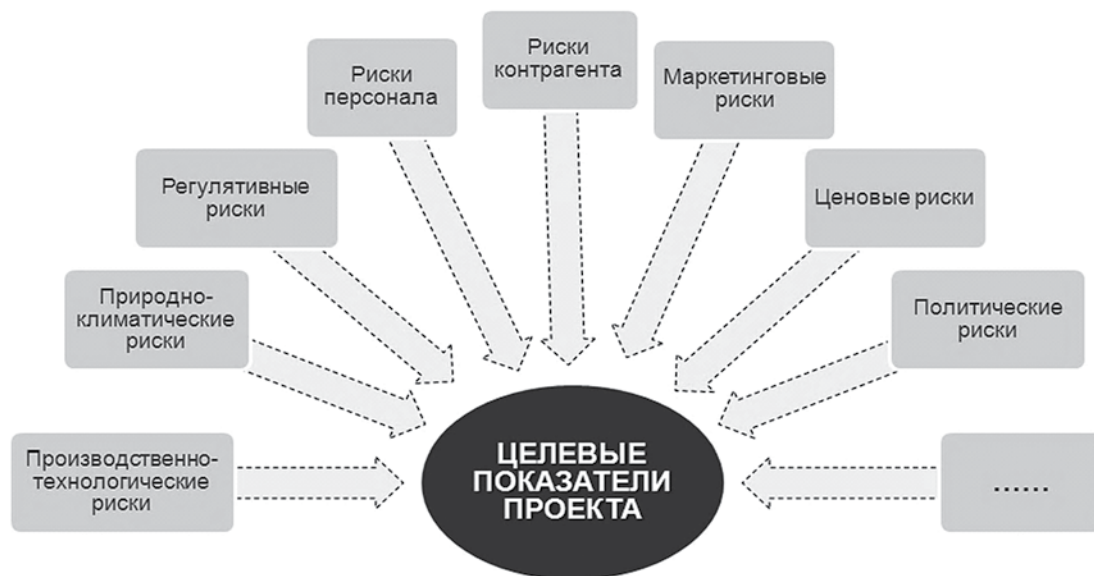 Риски
контрагента
Риски
персонала
Маркетинговые
риски
Регулятивные
риски
Ценовые риски
Природно-
климатические
риски
Политические
риски
Производственно-
технологические
риски
ЦЕЛЕВЫЕ
ПОКАЗАТЕЛИ
ПРОЕКТА
......